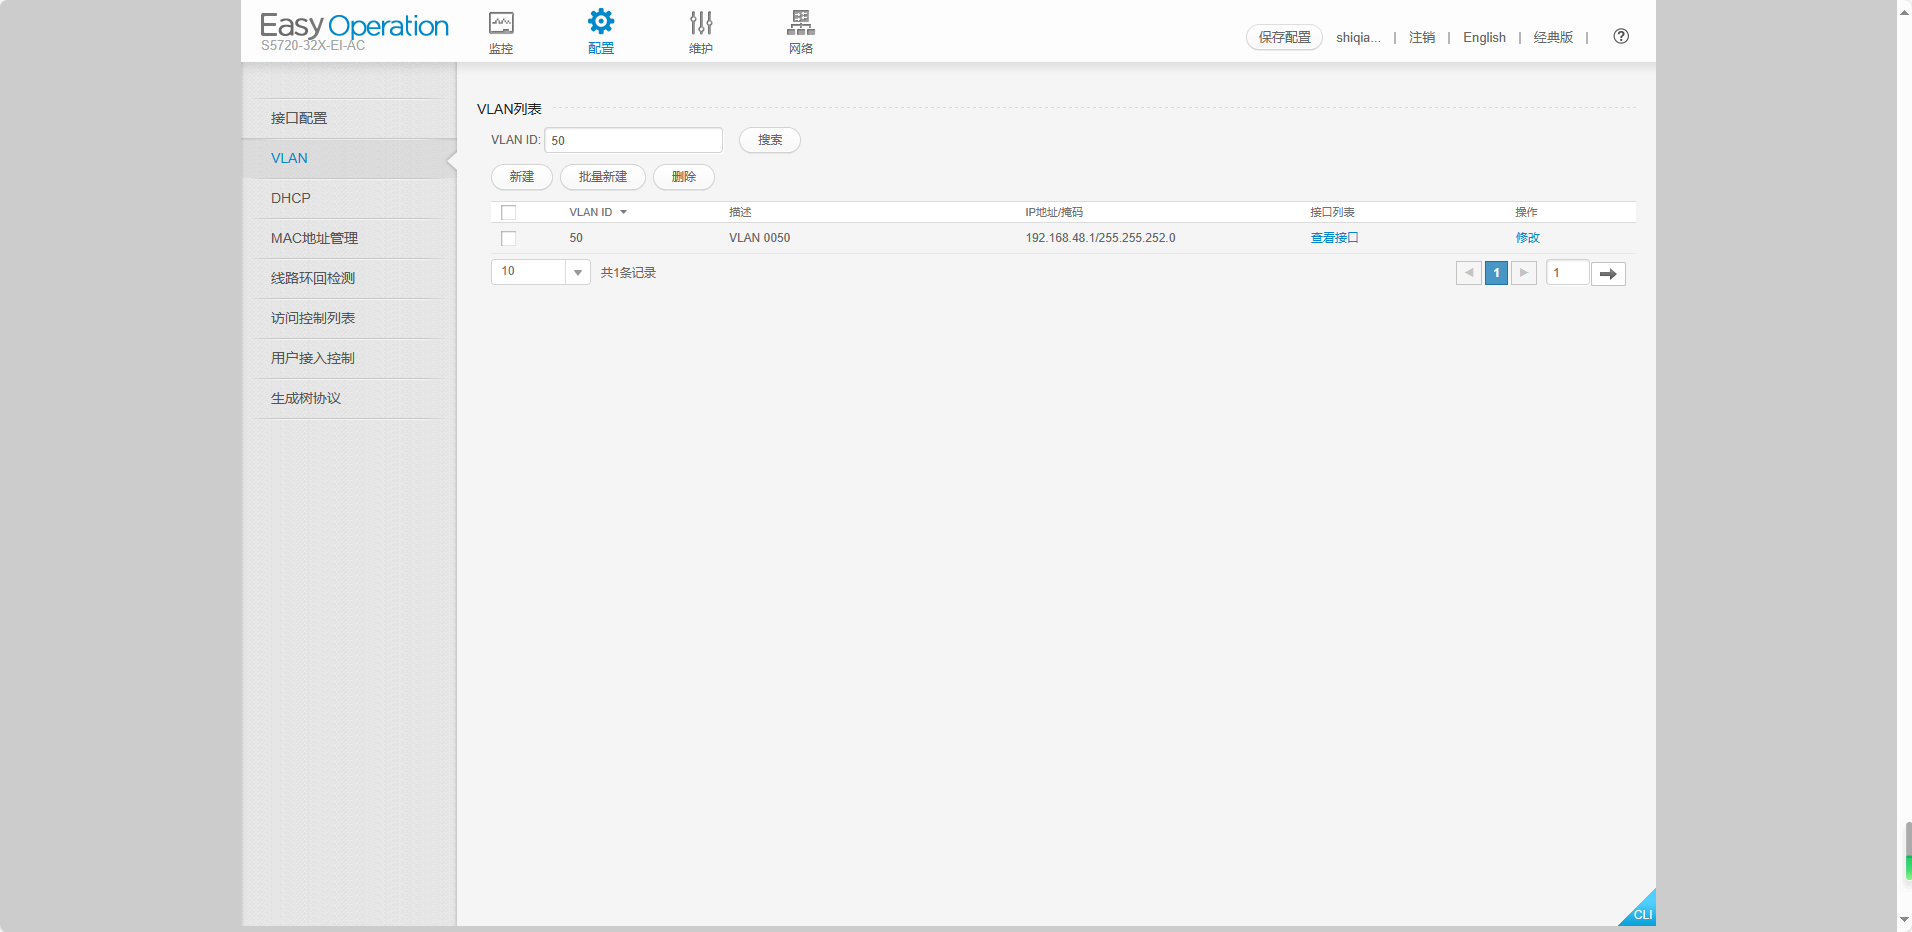 Easy Operation
S5720-32X-EI-AC
监控
配置
维护
网络
保存配置
shiqia...
|
注销
|
English
|
经典版
|
接口配置
VLAN
DHCP
MAC地址管理
线路环回检测
访问控制列表
用户接入控制
生成树协议
VLAN列表
VLAN ID: 50
搜索
新建
批量新建
删除
VLAN ID
描述
IP地址/掩码
接口列表
操作
50
VLAN 0050
192.168.48.1/255.255.252.0
查看接口
修改
10
共1条记录
1
1
CLI